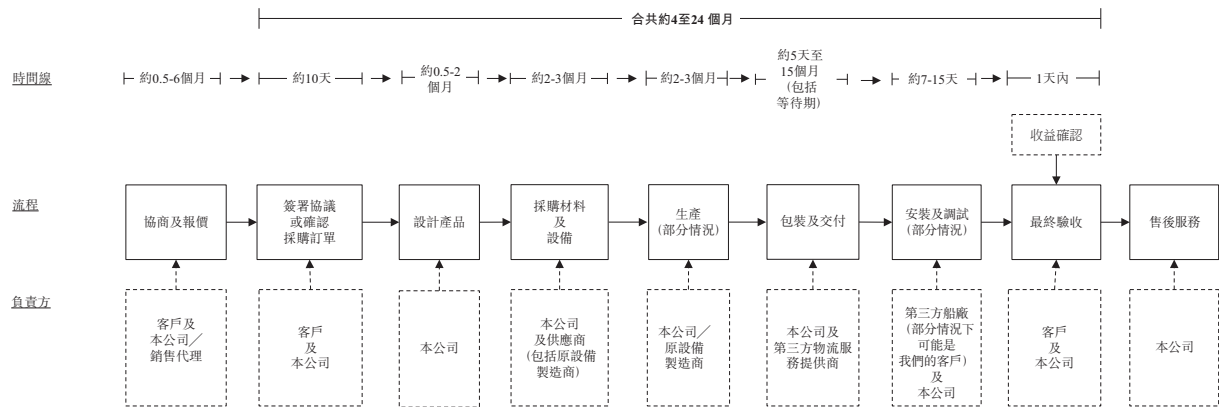 合共約4至24 個月
時間線
約0.5-6個月
約10天
約0.5-2
個月
約2-3個月
約2-3個月
約5天至
15個月
(包括
等待期)
約7-15天
1天內
收益確認
流程
協商及報價
簽署協議
或確認
採購訂單
設計產品
採購材料
及
設備
生產
(部分情況)
包裝及交付
安裝及調試
(部分情況)
最終驗收
售後服務
負責方
客戶及
本公司／
銷售代理
客戶
及
本公司
本公司
本公司
及供應商
(包括原設備
製造商)
本公司／
原設備
製造商
本公司及
第三方物流服
務提供商
第三方船廠
(部分情況下
可能是
我們的客戶)
及
本公司
客戶
及
本公司
本公司